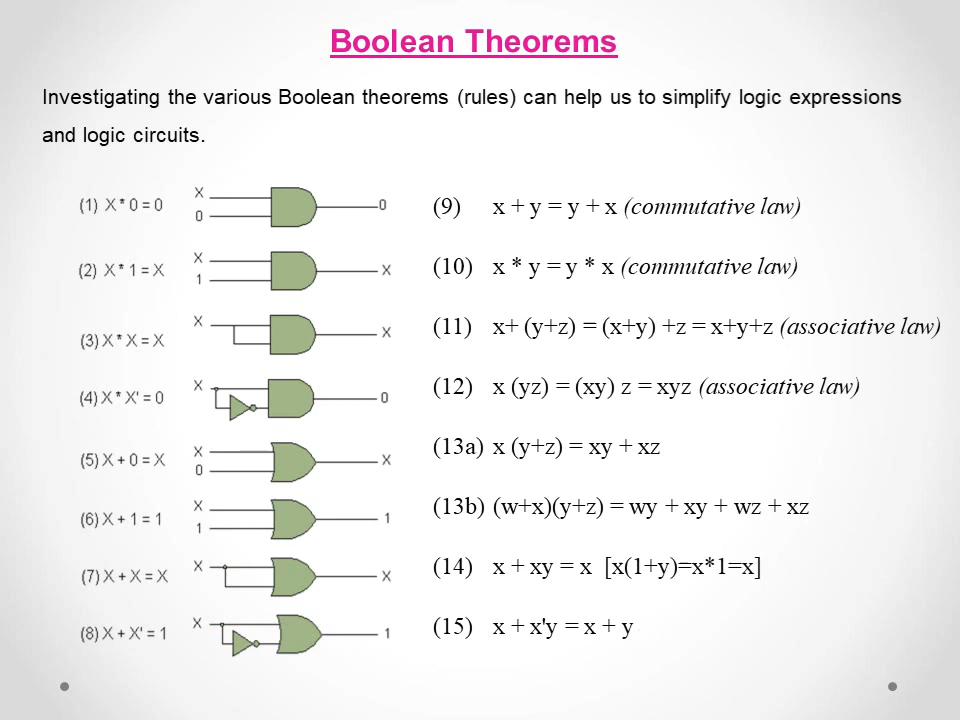 Boolean Theorems
Investigating the various Boolean theorems (rules) can help us to simplify logic expressions
and logic circuits.
(1) X * 0 = 0
X
0
0
(2) X * 1 = X
X
1
X
(3) X * X = X
X
X
(4) X * X' = 0
X
0
(5) X + 0 = X
X
0
X
(6) X + 1 = 1
X
1
1
(7) X + X = X
X
X
(8) X + X' = 1
X
1
(9) x + y = y + x (commutative law)
(10) x * y = y * x (commutative law)
(11) x+ (y+z) = (x+y) +z = x+y+z (associative law)
(12) x (yz) = (xy) z = xyz (associative law)
(13a) x (y+z) = xy + xz
(13b) (w+x)(y+z) = wy + xy + wz + xz
(14) x + xy = x [x(1+y)=x*1=x]
(15) x + x'y = x + y